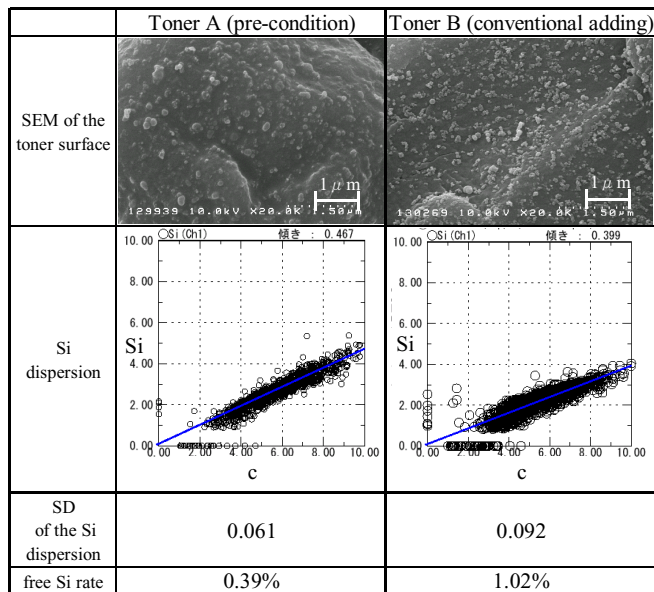 Toner A (pre-condition)
Toner B (conventional adding)
SEM of the
toner surface
1 μ m
129939 10.0kV X20.0K 1.50μm
1 μ m
130269 10.0kV X20.0K 1.50μm
Si
dispersion
○Si(Ch1) 傾き : 0.467
10.00
8.00
6.00
Si
4.00
2.00
0.00
0.00 2.00 4.00 6.00 8.00 10.00
c
○Si(Ch1) 傾き : 0.399
10.00
8.00
6.00
Si
4.00
2.00
0.00
0.00 2.00 4.00 6.00 8.00 10.00
c
SD
of the Si
dispersion
0.061
0.092
free Si rate
0.39%
1.02%